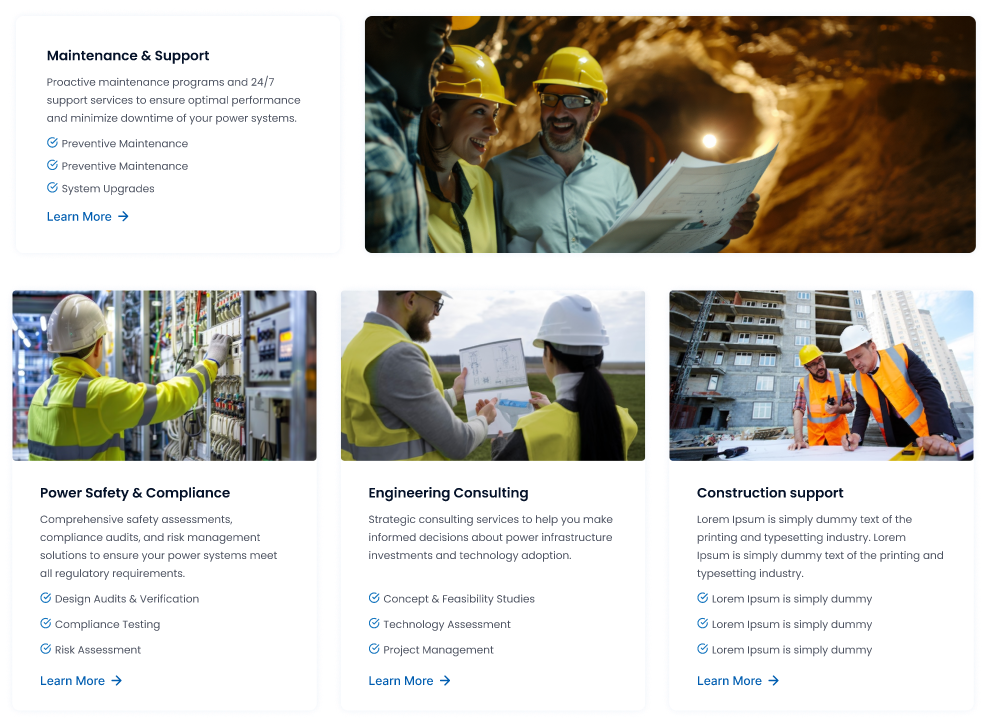 Maintenance & Support
Proactive maintenance programs and 24/7
support services to ensure optimal performance
and minimize downtime of your power systems.
Preventive Maintenance
Preventive Maintenance
System Upgrades
Learn More
Power Safety & Compliance
Comprehensive safety assessments,
compliance audits, and risk management
solutions to ensure your power systems meet
all regulatory requirements.
Design Audits & Verification
Compliance Testing
Risk Assessment
Learn More
Engineering Consulting
Strategic consulting services to help you make
informed decisions about power infrastructure
investments and technology adoption.
Concept & Feasibility Studies
Technology Assessment
Project Management
Learn More
Construction support
Lorem Ipsum is simply dummy text of the
printing and typesetting industry. Lorem
Ipsum is simply dummy text of the printing and
typesetting industry.
Lorem Ipsum is simply dummy
Lorem Ipsum is simply dummy
Lorem Ipsum is simply dummy
Learn More